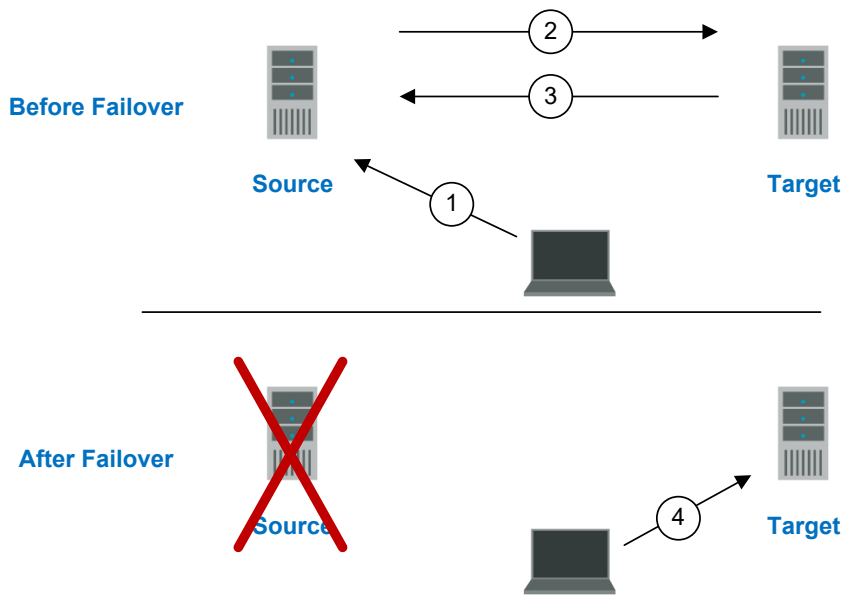 2
Before Failover
3
Source
Target
1
After Failover
4
Source
Target